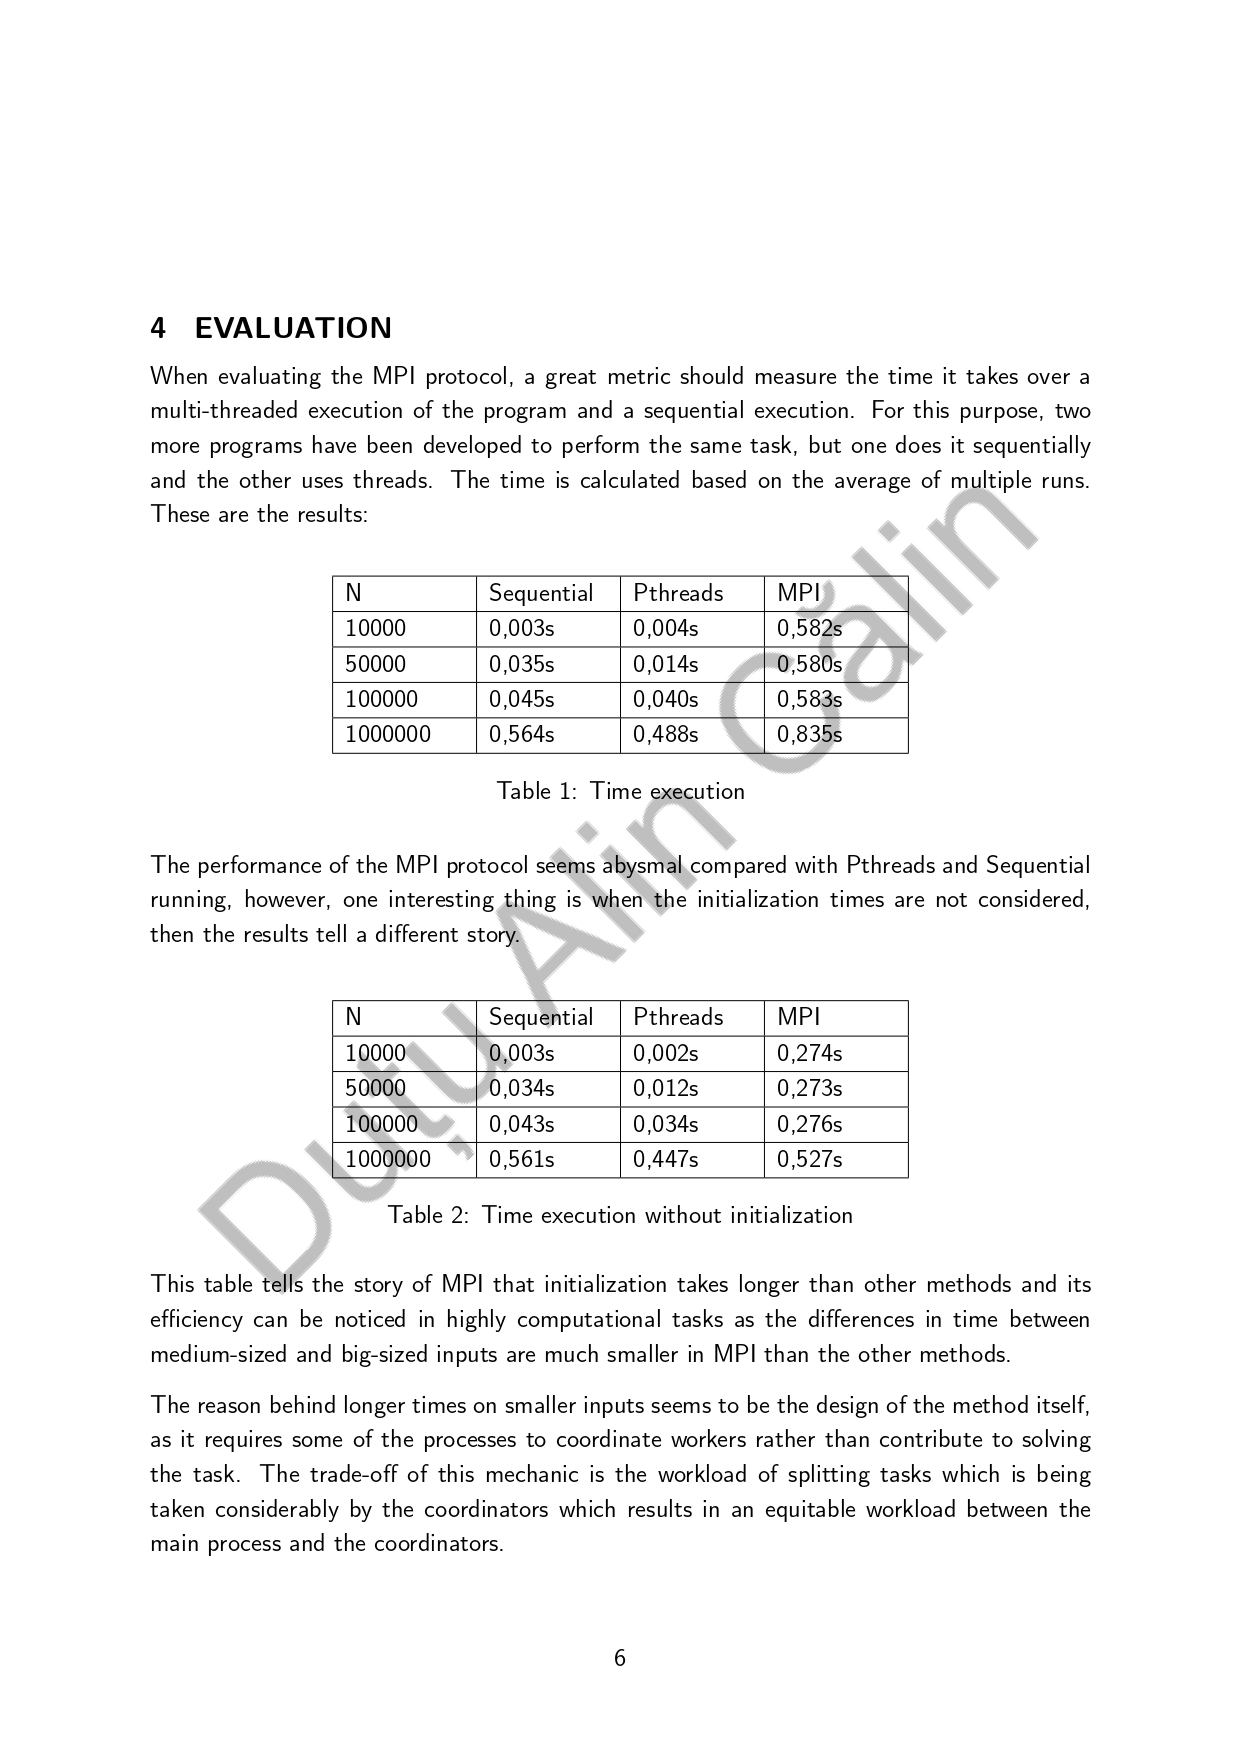 4 EVALUATION
When evaluating the MPI protocol, a great metric should measure the time it takes over a
multi-threaded execution of the program and a sequential execution. For this purpose, two
more programs have been developed to perform the same task, but one does it sequentially
and the other uses threads. The time is calculated based on the average of multiple runs.
These are the results:
N Sequential Pthreads MPI
10000 0,003s 0,004s 0,582s
50000 0,035s 0,014s 0,580s
100000 0,045s 0,040s 0,583s
1000000 0,564s 0,488s 0,835s
Table 1: Time execution
The performance of the MPI protocol seems abysmal compared with Pthreads and Sequential
running, however, one interesting thing is when the initialization times are not considered,
then the results tell a different story.
N Sequential Pthreads MPI
10000 0,003s 0,002s 0,274s
50000 0,034s 0,012s 0,273s
100000 0,043s 0,034s 0,276s
1000000 0,561s 0,447s 0,527s
Table 2: Time execution without initialization
This table tells the story of MPI that initialization takes longer than other methods and its
efficiency can be noticed in highly computational tasks as the differences in time between
medium-sized and big-sized inputs are much smaller in MPI than the other methods.
The reason behind longer times on smaller inputs seems to be the design of the method itself,
as it requires some of the processes to coordinate workers rather than contribute to solving
the task. The trade-off of this mechanic is the workload of splitting tasks which is being
taken considerably by the coordinators which results in an equitable workload between the
main process and the coordinators.
6
Duțu Alin Călin